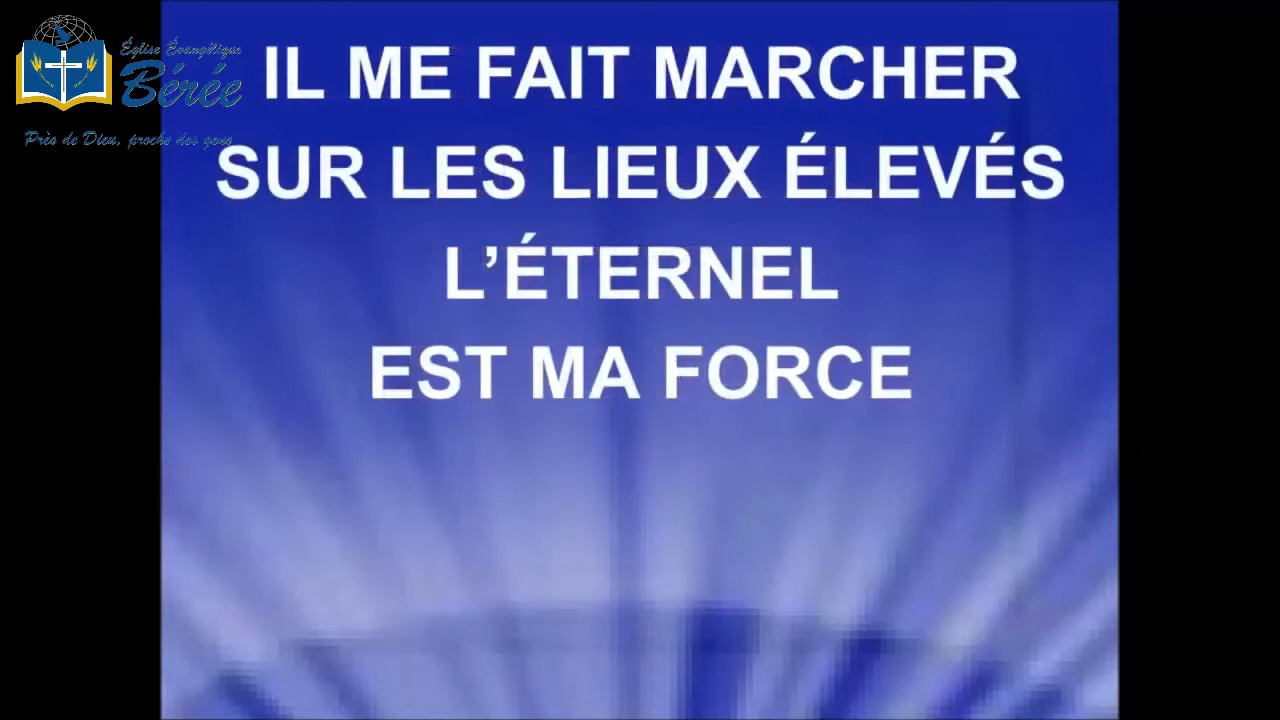 Église Évangélique
Bérée
Près de Dieu, proche des gens
IL ME FAIT MARCHER
SUR LES LIEUX ÉLEVÉS
L’ÉTERNEL
EST MA FORCE